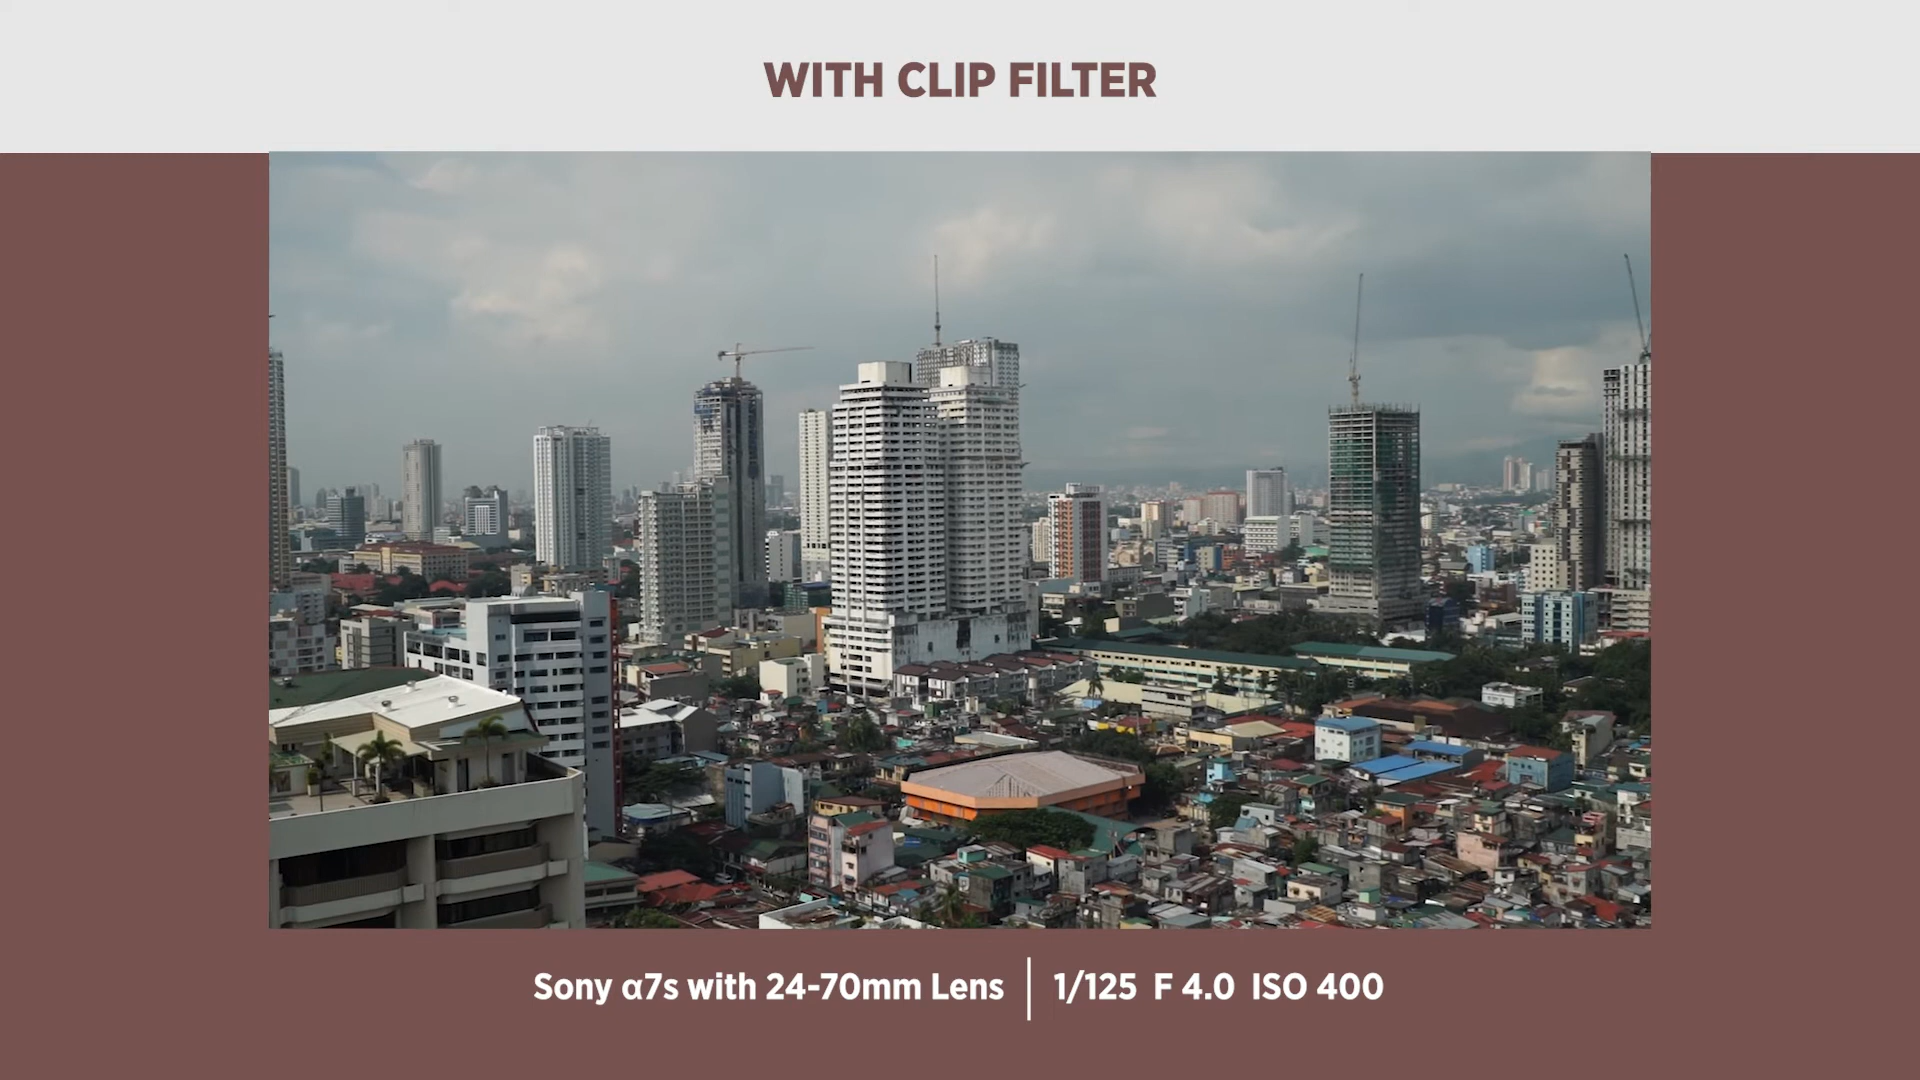 WITH CLIP FILTER
Sony α7s with 24-70mm Lens | 1/125 F 4.0 ISO 400